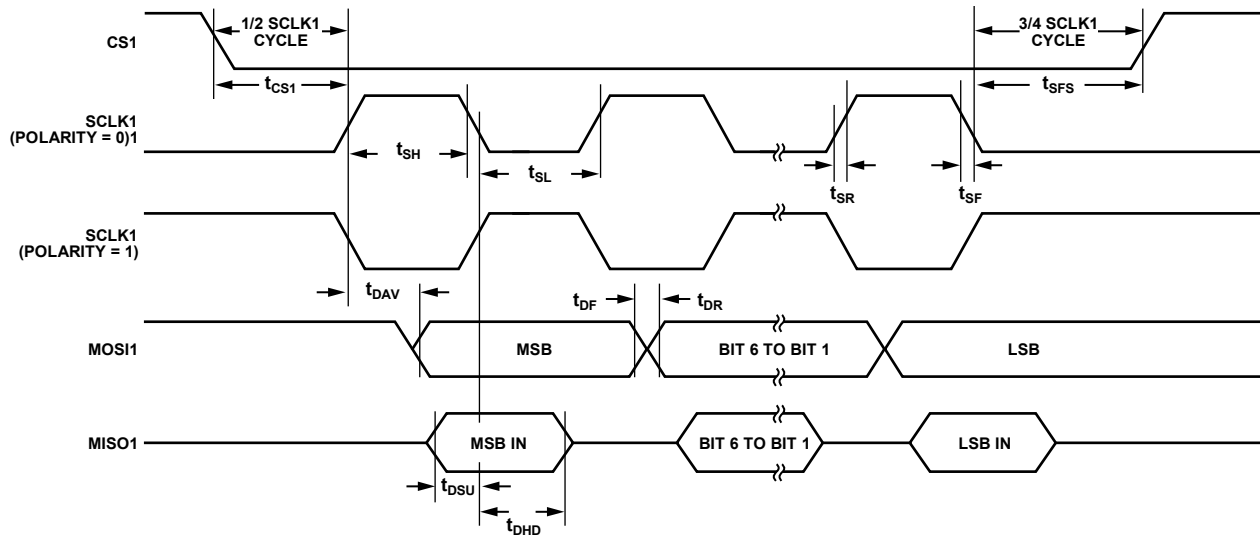 CS1
1/2 SCLK1
CYCLE
3/4 SCLK1
CYCLE
tCS1
tSFS
SCLK1
(POLARITY = 0)1
tSH
tSL
tSR
tSF
SCLK1
(POLARITY = 1)
tDAV
tDF
tDR
MOSI1
MSB
BIT 6 TO BIT 1
LSB
MISO1
MSB IN
BIT 6 TO BIT 1
LSB IN
tDSU
tDHD